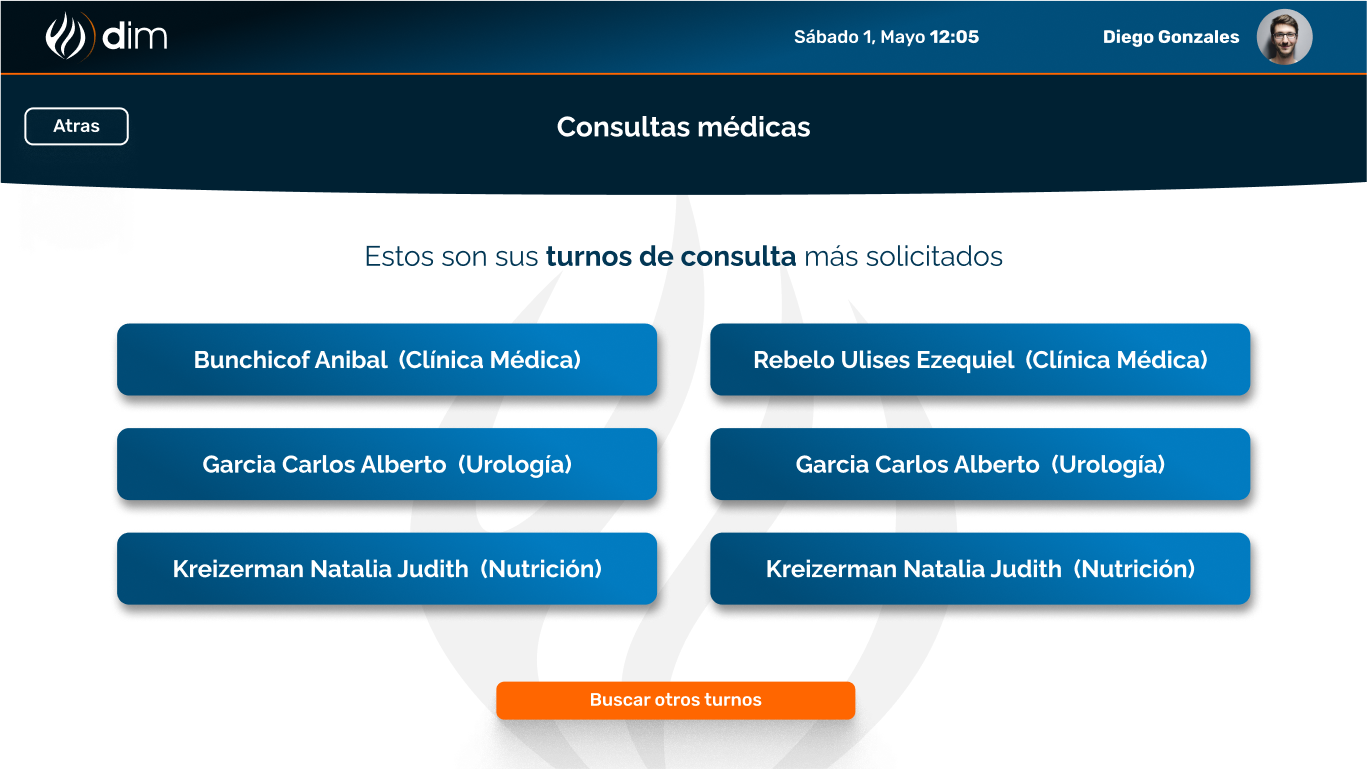 dim
Sábado 1, Mayo 12:05
Diego Gonzales
Atras
Consultas médicas
Estos son sus turnos de consulta más solicitados
Bunchicof Anibal (Clínica Médica)
Rebelo Ulises Ezequiel (Clínica Médica)
Garcia Carlos Alberto (Urología)
Garcia Carlos Alberto (Urología)
Kreizerman Natalia Judith (Nutrición)
Kreizerman Natalia Judith (Nutrición)
Buscar otros turnos